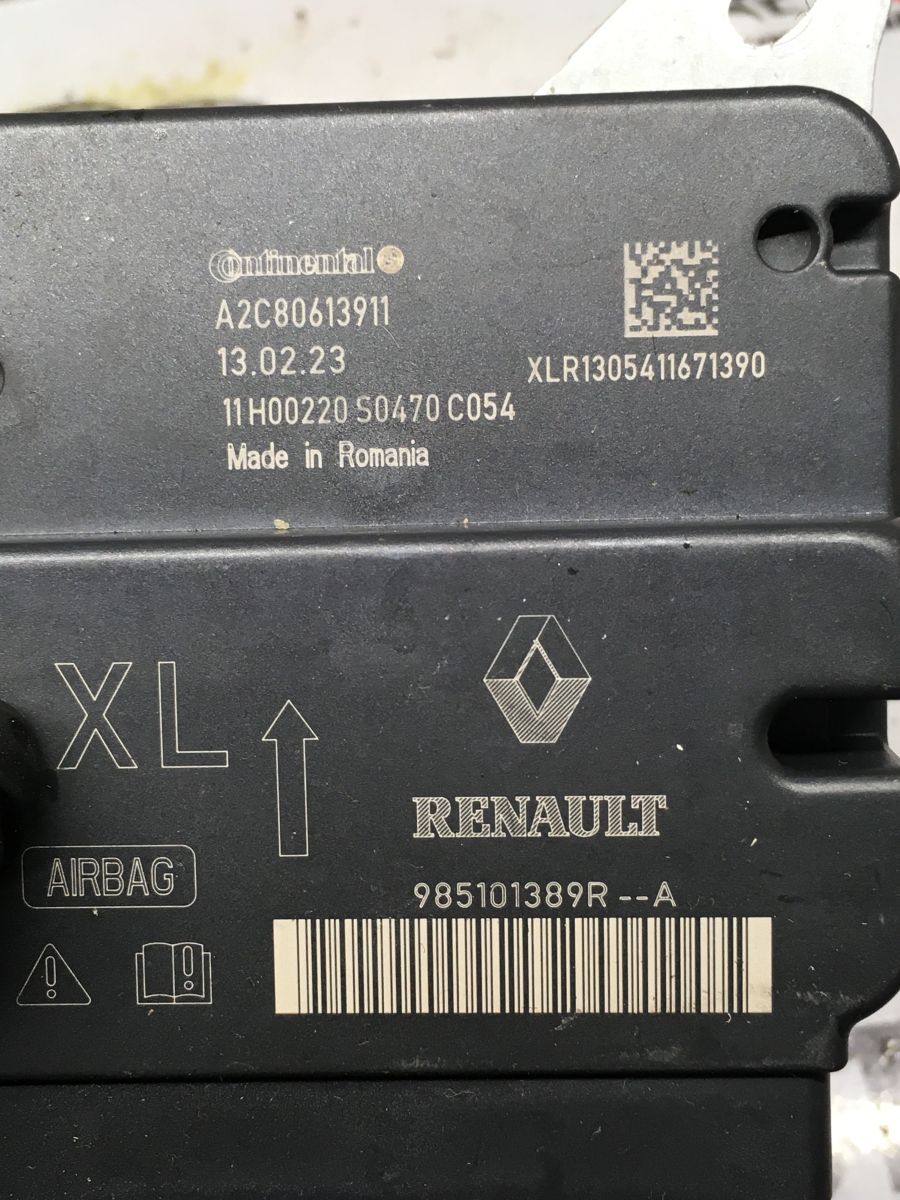 Continental S
A2C80613911
13.02.23
XLR1305411671390
11H00220 S0470 C054
Made in Romania
XL
RENAULT
AIRBAG
985101389R --A